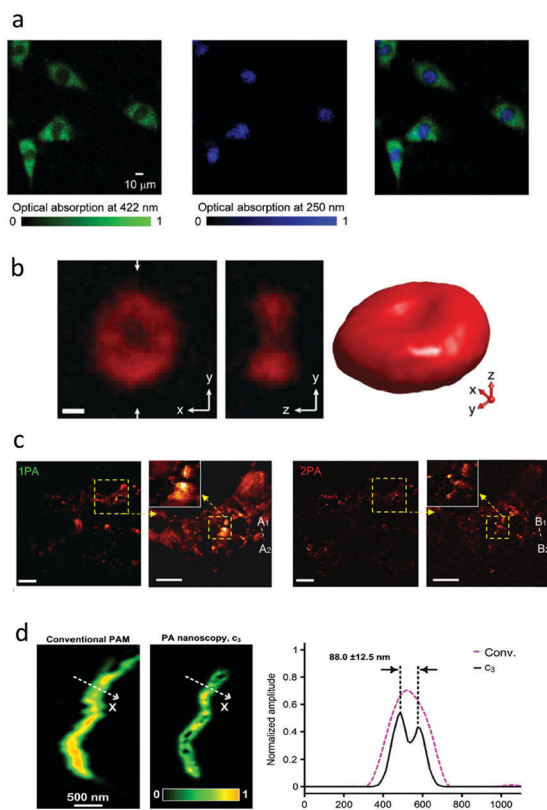 a
10 μm
Optical absorption at 422 nm
0 1
Optical absorption at 250 nm
0 1
b
y
x
y
z
z
x
y
c
1PA
A1
A2
2PA
B1
B2
d
Conventional PAM
X
500 nm
PA nanoscopy, c3
X
0 1
88.0 ±12.5 nm
Conv.
c3
Normalized amplitude
1
0.8
0.6
0.4
0.2
0
0 200 400 600 800 1000